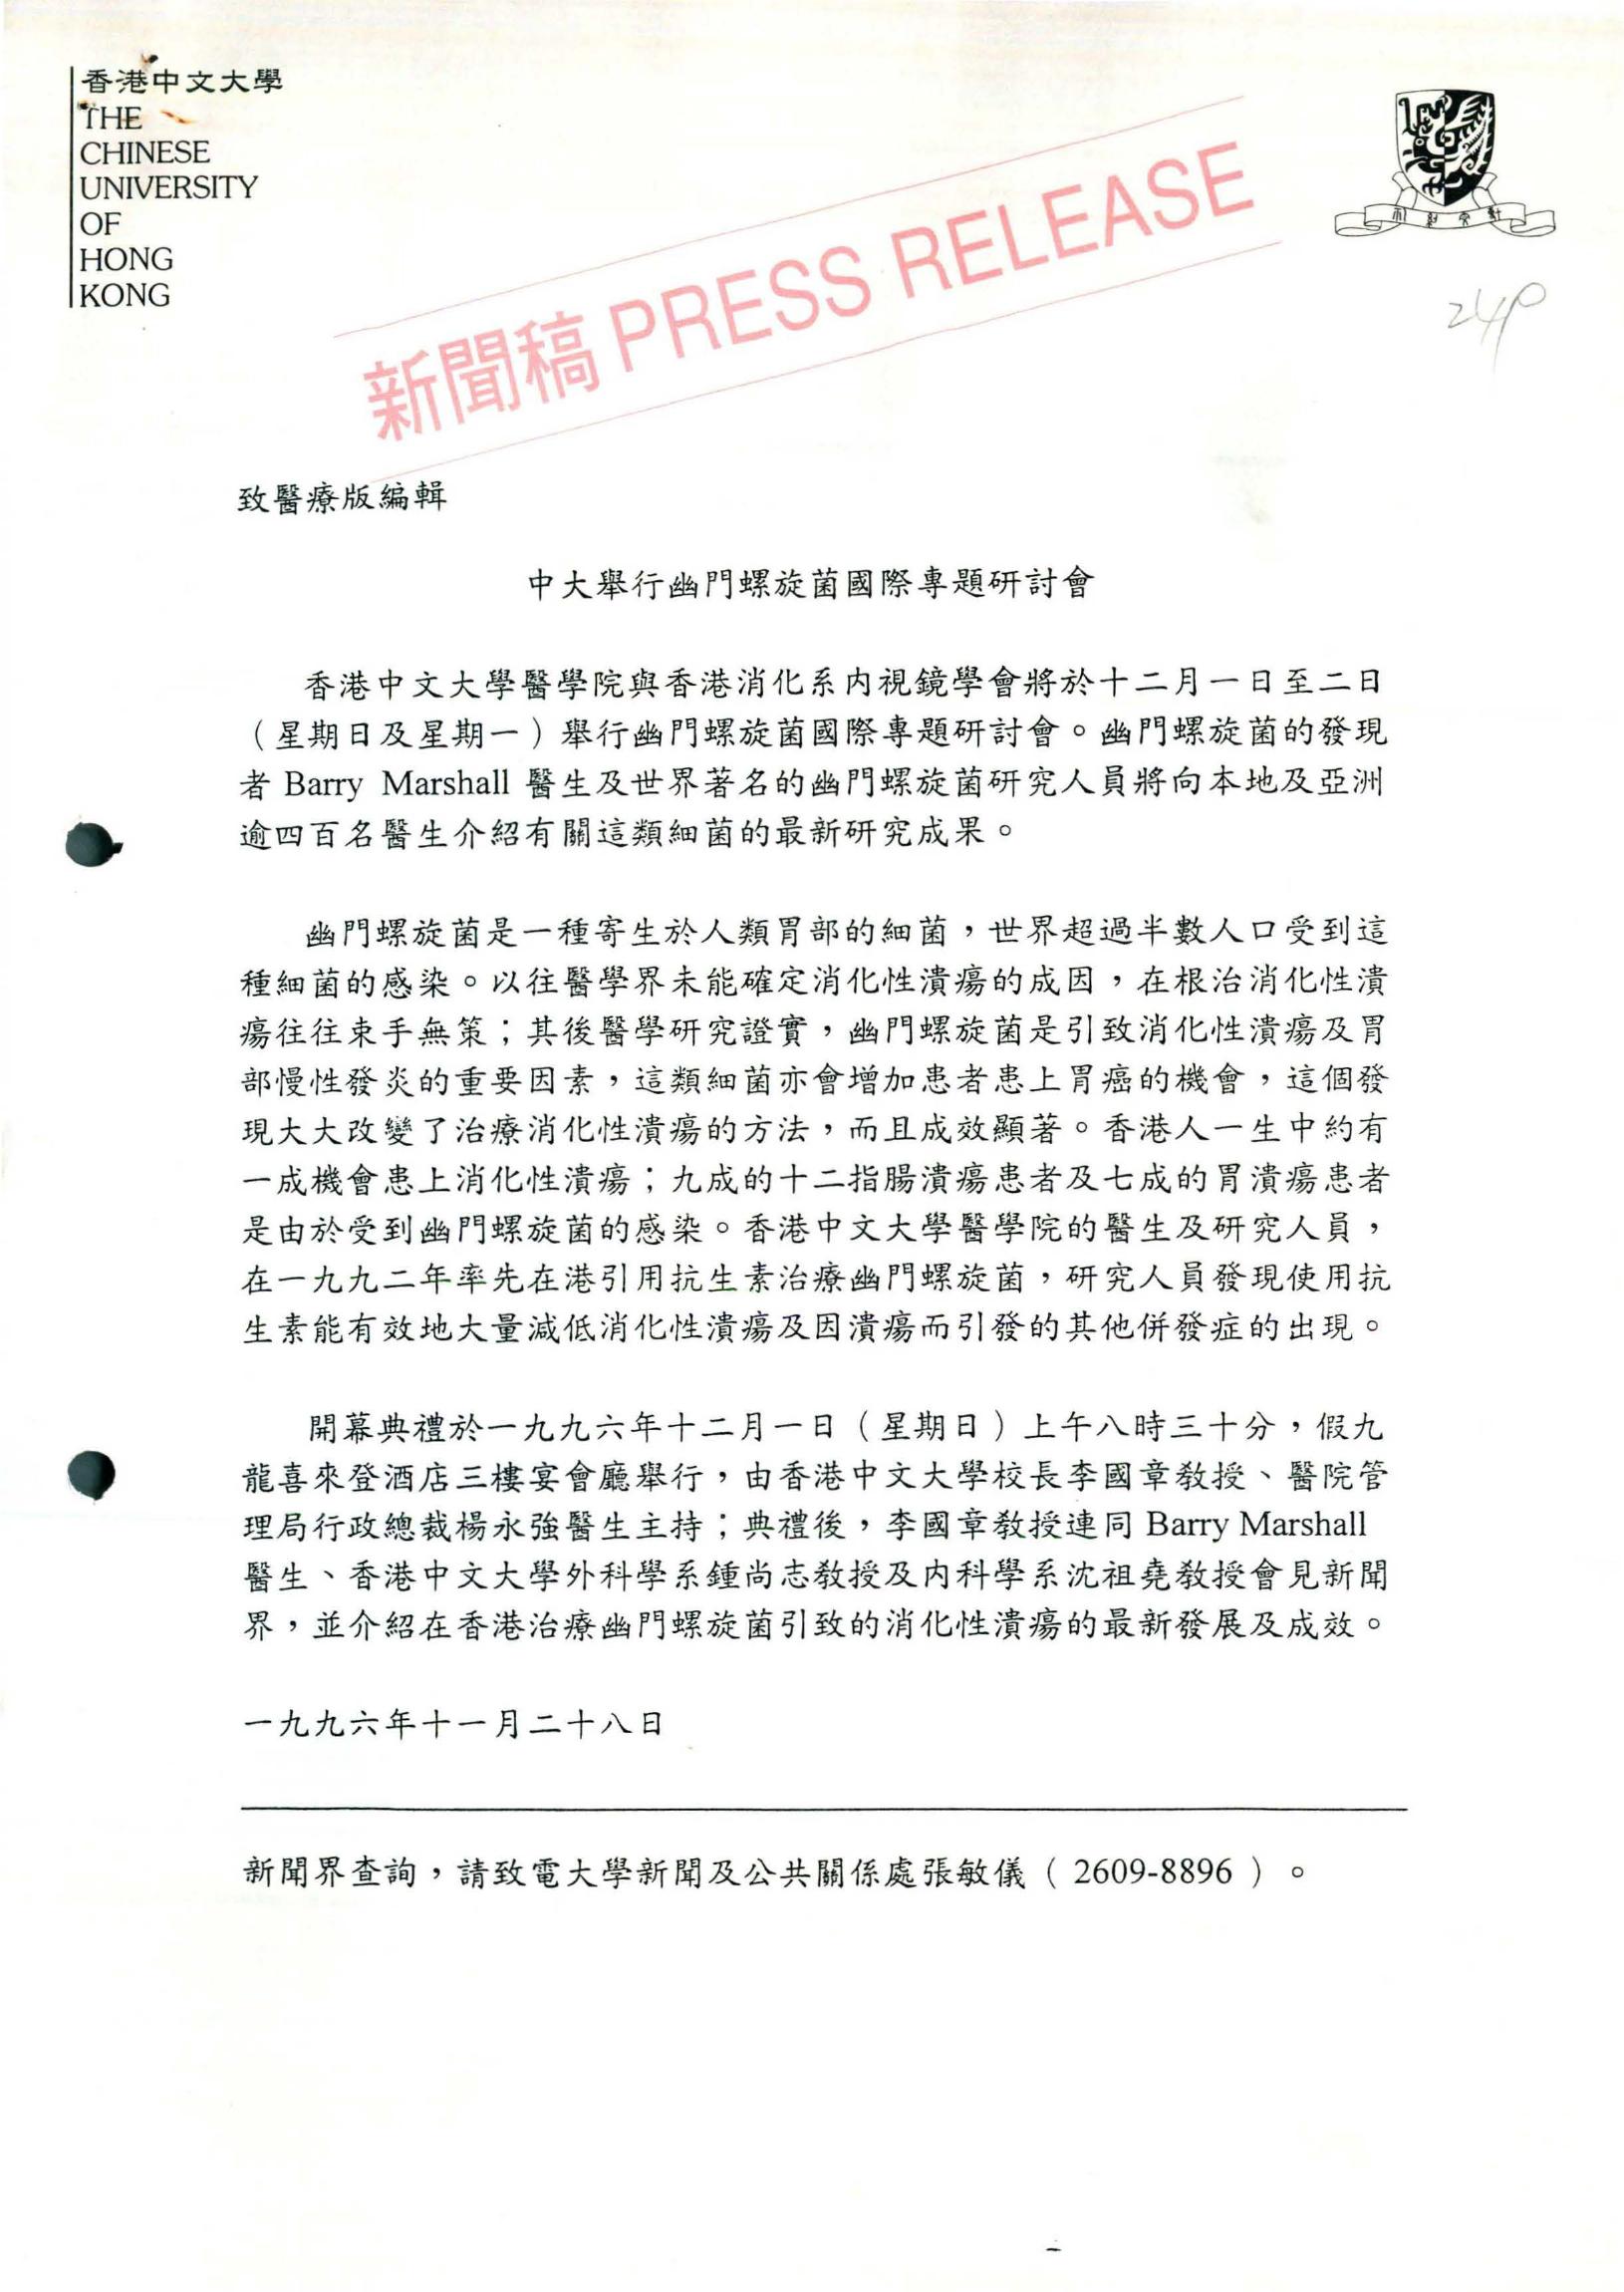 香港中文大學
THE
CHINESE
UNIVERSITY
OF
HONG
KONG
新聞稿 PRESS RELEASE
致醫療版編輯
中大舉行幽門螺旋菌國際專題研討會
香港中文大學醫學院與香港消化系內視鏡學會將於十二月一日至二日
（星期日及星期一）舉行幽門螺旋菌國際專題研討會。幽門螺旋菌的發現
者 Barry Marshall 醫生及世界著名的幽門螺旋菌研究人員將向本地及亞洲
逾四百名醫生介紹有關這類細菌的最新研究成果。
幽門螺旋菌是一種寄生於人類胃部的細菌，世界超過半數人口受到這
種細菌的感染。以往醫學界未能確定消化性潰瘍的成因，在根治消化性潰
瘍往往束手無策；其後醫學研究證實，幽門螺旋菌是引致消化性潰瘍及胃
部慢性發炎的重要因素，這類細菌亦會增加患者患上胃癌的機會，這個發
現大大改變了治療消化性潰瘍的方法，而且成效顯著。香港人一生中約有
一成機會患上消化性潰瘍；九成的十二指腸潰瘍患者及七成的胃潰瘍患者
是由於受到幽門螺旋菌的感染。香港中文大學醫學院的醫生及研究人員，
在一九九二年率先在港引用抗生素治療幽門螺旋菌，研究人員發現使用抗
生素能有效地大量減低消化性潰瘍及因潰瘍而引發的其他併發症的出現。
開幕典禮於一九九六年十二月一日（星期日）上午八時三十分，假九
龍喜來登酒店三樓宴會廳舉行，由香港中文大學校長李國章教授、醫院管
理局行政總裁楊永強醫生主持；典禮後，李國章教授連同 Barry Marshall
醫生、香港中文大學外科學系鍾尚志教授及內科學系沈祖堯教授會見新聞
界，並介紹在香港治療幽門螺旋菌引致的消化性潰瘍的最新發展及成效。
一九九六年十一月二十八日
新聞界查詢，請致電大學新聞及公共關係處張敏儀（2609-8896）。